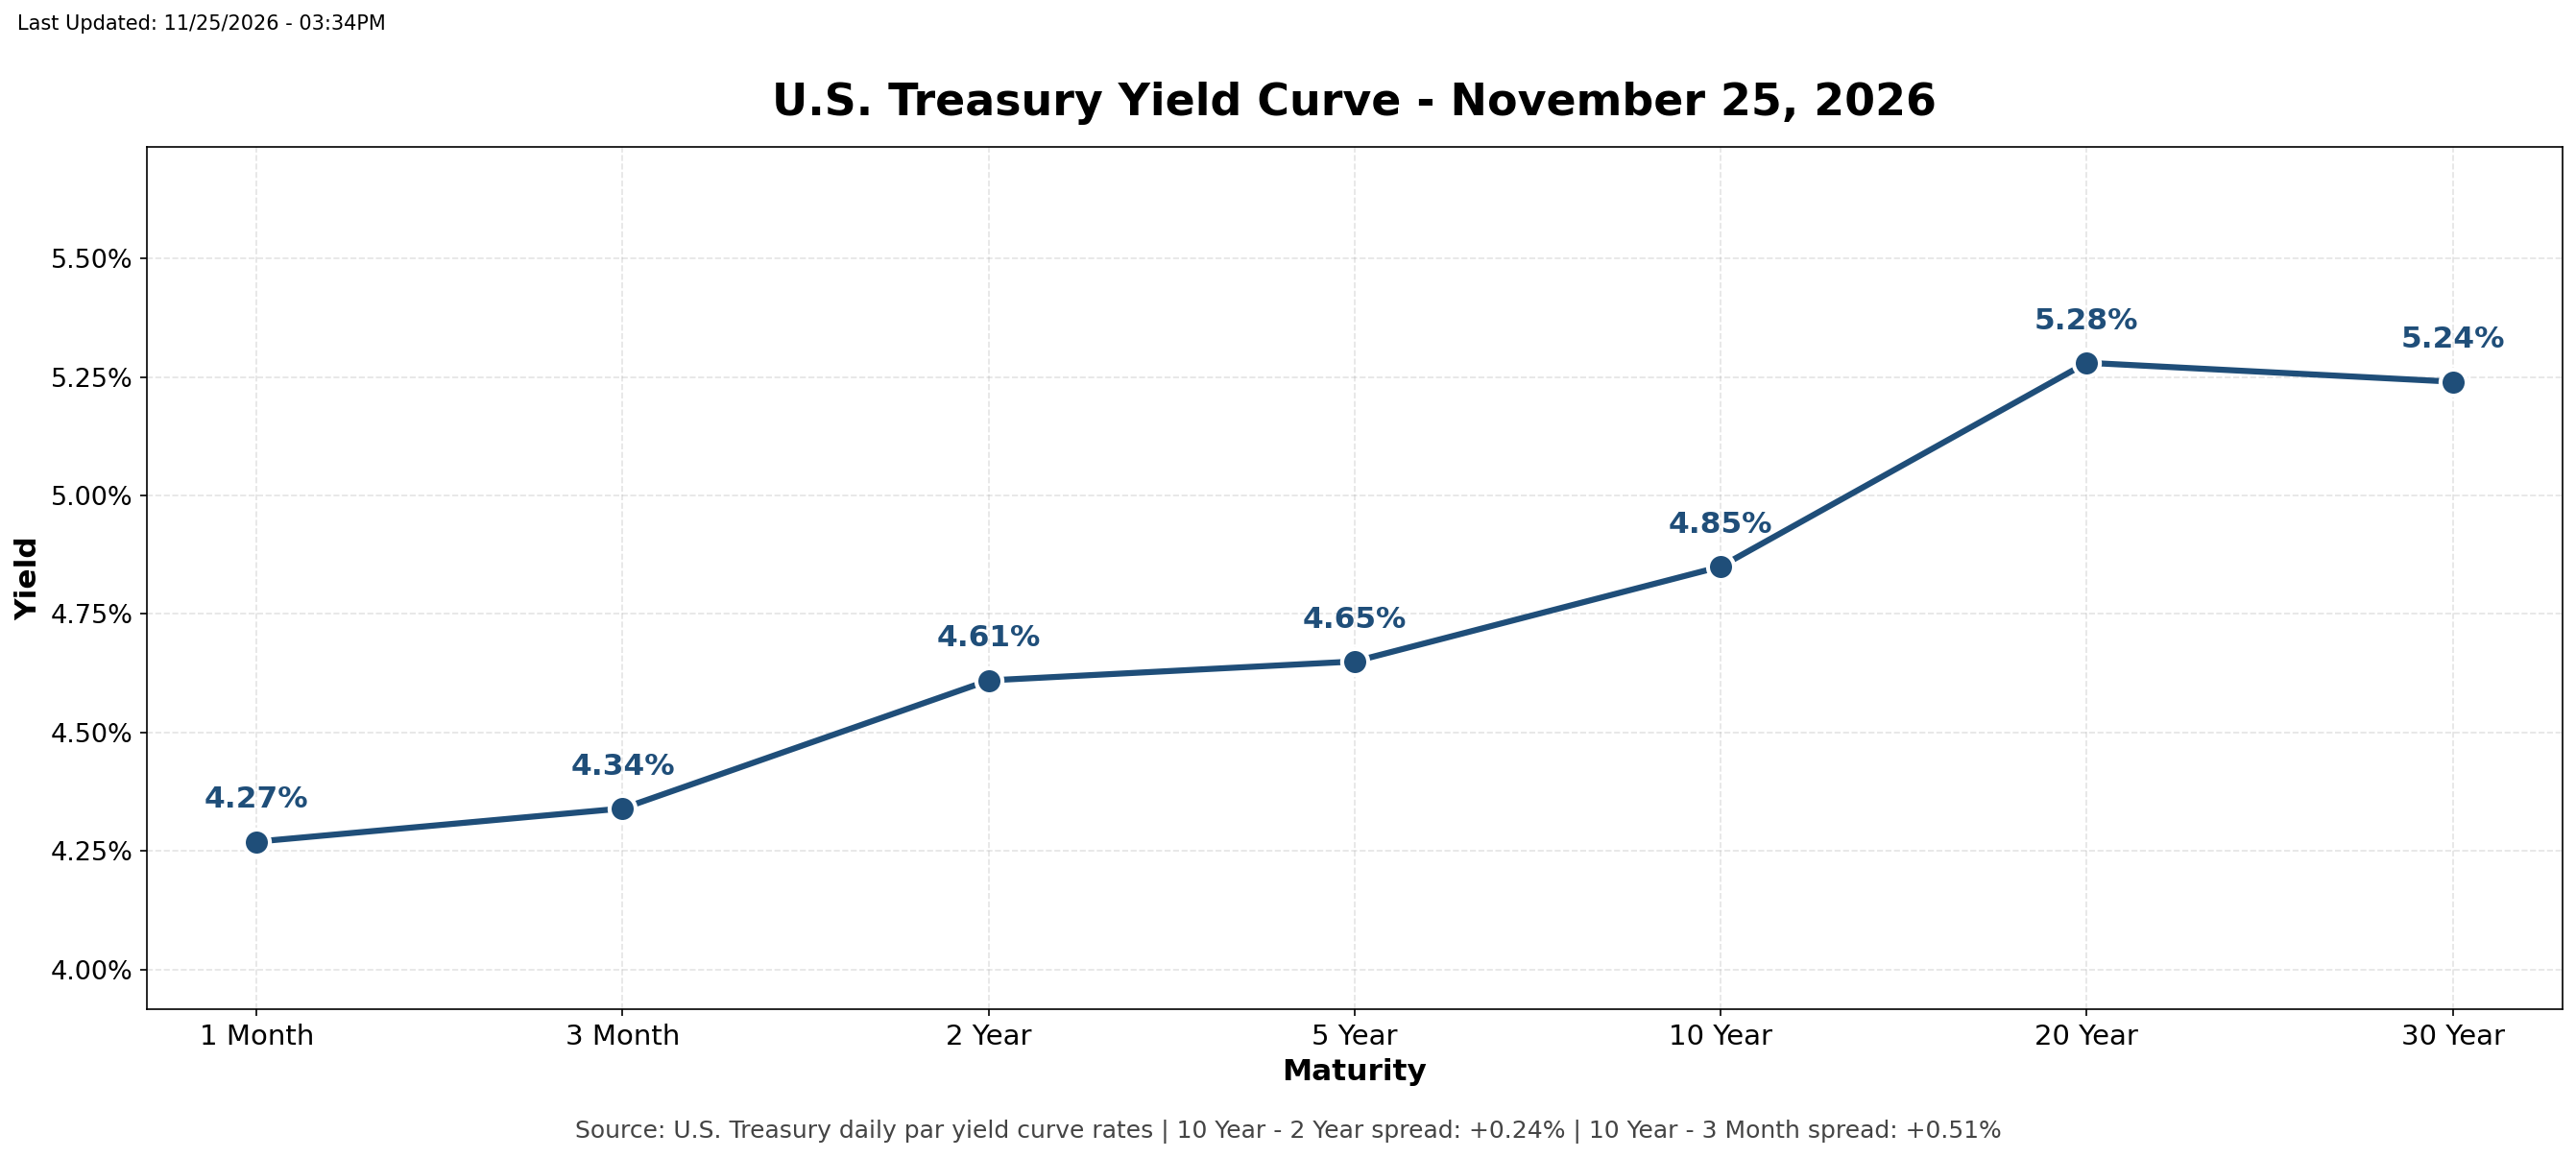 Last Updated: 11/25/2026 - 03:34PM
U.S. Treasury Yield Curve - November 25, 2026
Yield
5.50%
5.25%
5.00%
4.75%
4.50%
4.25%
4.00%
4.27%
4.34%
4.61%
4.65%
4.85%
5.28%
5.24%
1 Month
3 Month
2 Year
5 Year
10 Year
20 Year
30 Year
Maturity
Source: U.S. Treasury daily par yield curve rates | 10 Year - 2 Year spread: +0.24% | 10 Year - 3 Month spread: +0.51%